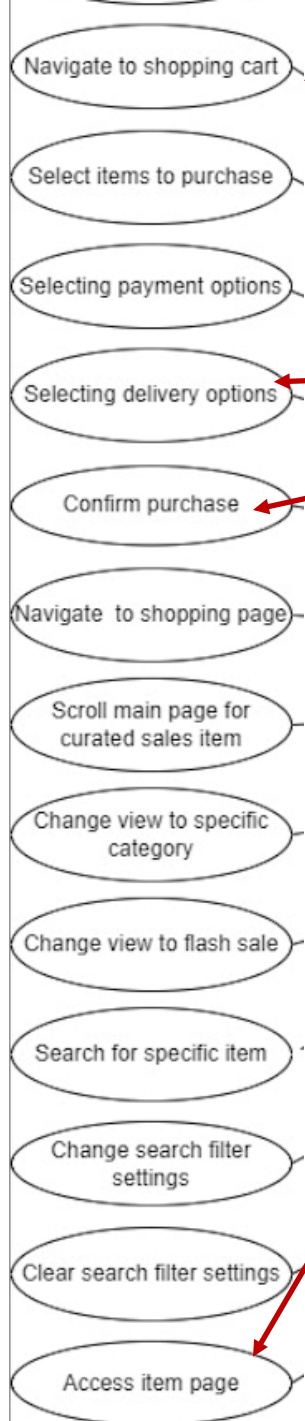 Navigate to shopping cart
Select items to purchase
Selecting payment options
Selecting delivery options
Confirm purchase
Navigate to shopping page
Scroll main page for
curated sales item
Change view to specific
category
Change view to flash sale
Search for specific item
Change search filter
settings
Clear search filter settings
Access item page